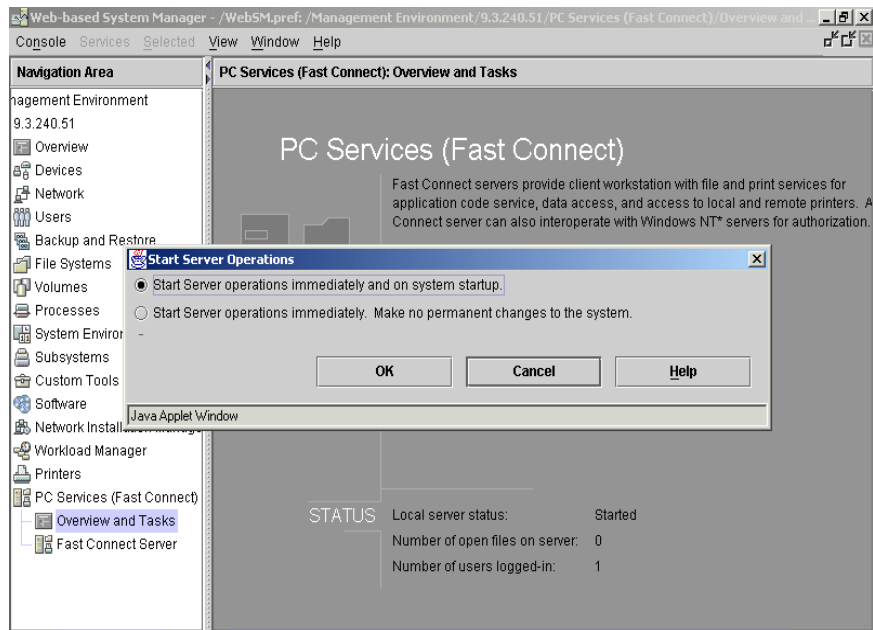 Web-based System Manager - /WebSM.pref: /Management Environment/9.3.240.51/PC Services (Fast Connect)/Overview and ...
Console Services Selected View Window Help
Navigation Area
PC Services (Fast Connect): Overview and Tasks
nagement Environment
9.3.240.51
Overview
Devices
Network
Users
Backup and Restore
File Systems
Volumes
Processes
System Enviror
Subsystems
Custom Tools
Software
Network Installation Manage
Workload Manager
Printers
PC Services (Fast Connect)
Overview and Tasks
Fast Connect Server
PC Services (Fast Connect)
Fast Connect servers provide client workstation with file and print services for
application code service, data access, and access to local and remote printers. A
Connect server can also interoperate with Windows NT* servers for authorization.
Start Server Operations
Start Server operations immediately and on system startup.
Start Server operations immediately. Make no permanent changes to the system.
OK Cancel Help
Java Applet Window
STATUS
Local server status: Started
Number of open files on server: 0
Number of users logged-in: 1